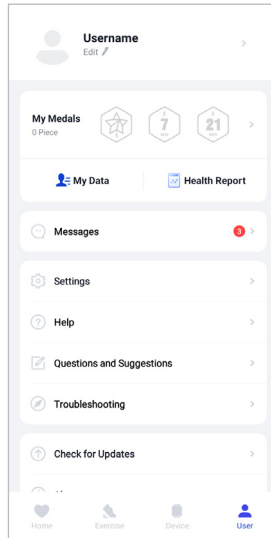 Username
Edit
My Medals
0 Piece
7
21
My Data
Health Report
Messages
3
Settings
Help
Questions and Suggestions
Troubleshooting
Check for Updates
Home
Exercise
Device
User